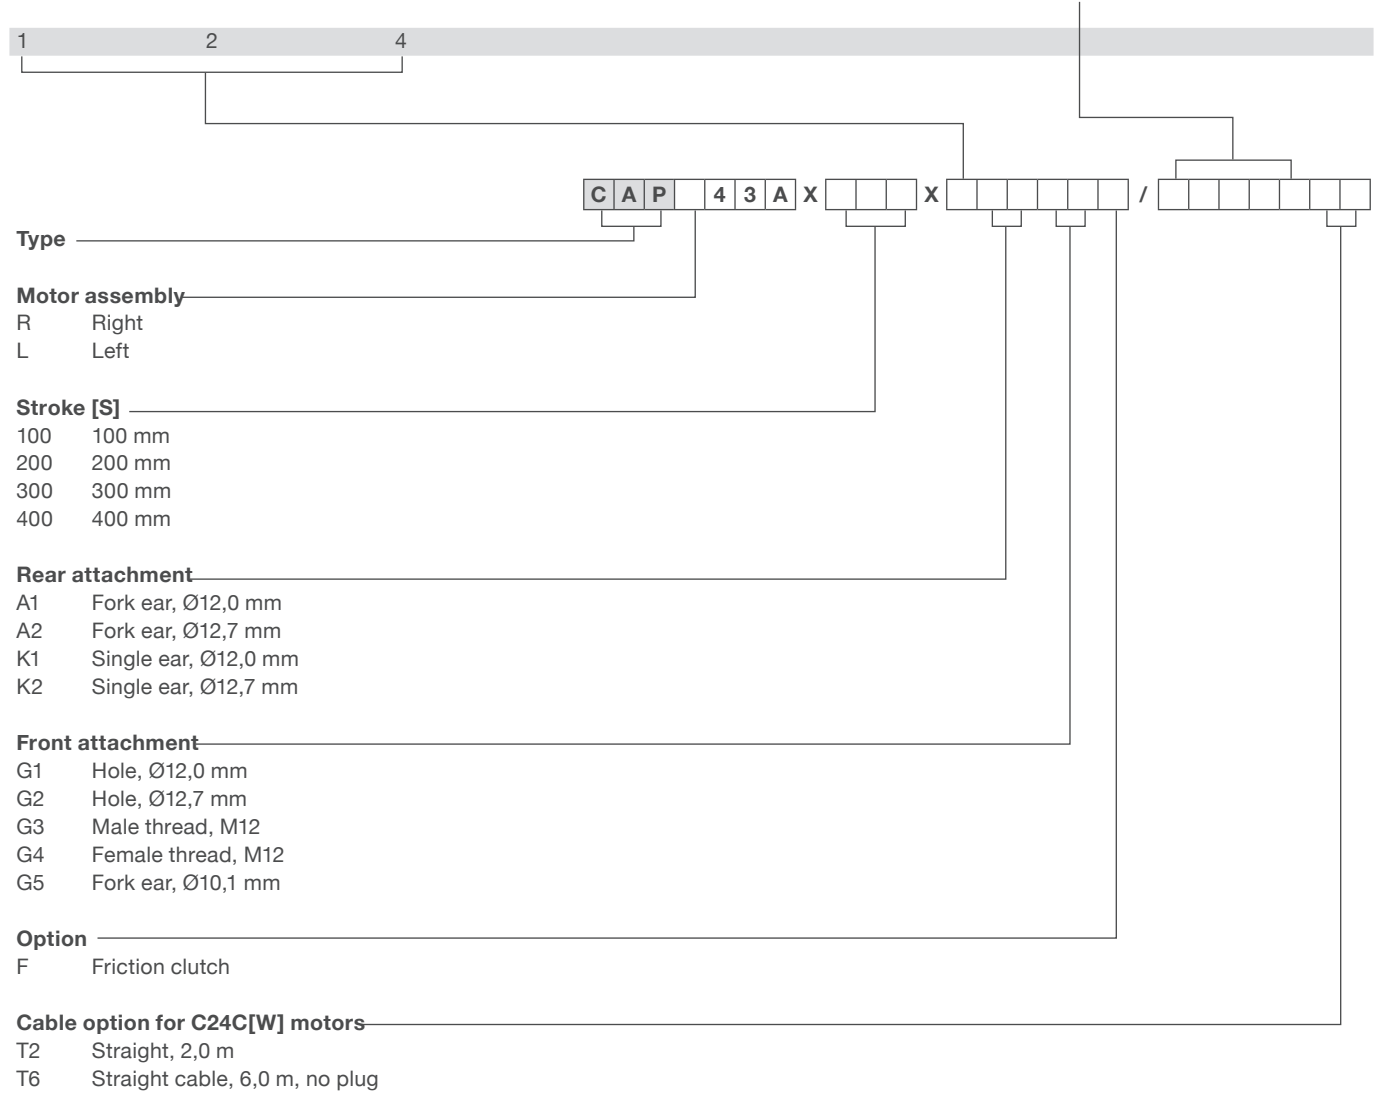 1 2 4
C A P 4 3 A X X /
Type
Motor assembly
R Right
L Left
Stroke [S]
100 100 mm
200 200 mm
300 300 mm
400 400 mm
Rear attachment
A1 Fork ear, Ø12,0 mm
A2 Fork ear, Ø12,7 mm
K1 Single ear, Ø12,0 mm
K2 Single ear, Ø12,7 mm
Front attachment
G1 Hole, Ø12,0 mm
G2 Hole, Ø12,7 mm
G3 Male thread, M12
G4 Female thread, M12
G5 Fork ear, Ø10,1 mm
Option
F Friction clutch
Cable option for C24C[W] motors
T2 Straight, 2,0 m
T6 Straight cable, 6,0 m, no plug